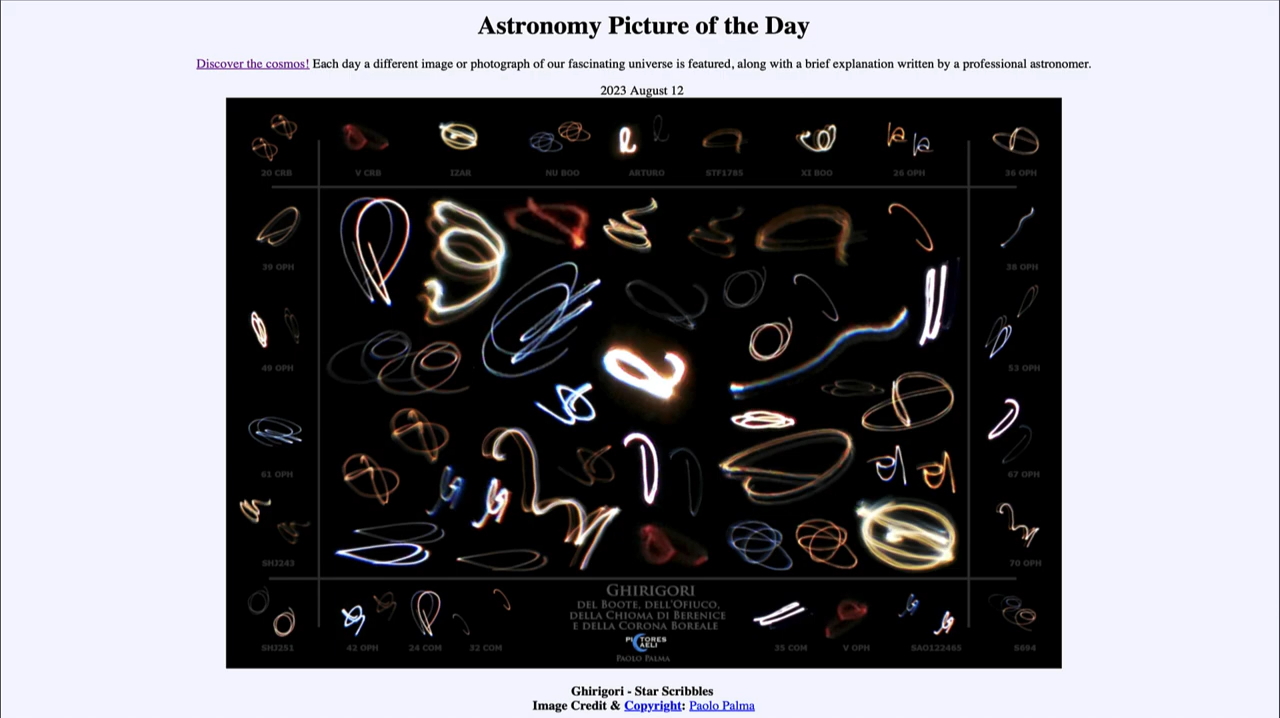 Astronomy Picture of the Day
Discover the cosmos! Each day a different image or photograph of our fascinating universe is featured, along with a brief explanation written by a professional astronomer.
2023 August 12
20 CRB V CRB IZAR NU BOO ARTURO STF1785 XI BOO 26 OPH 36 OPH
39 OPH 38 OPH
49 OPH 53 OPH
61 OPH 67 OPH
SHJ243 70 OPH
GHIRIGORI
DEL BOOTE, DELL'OFIUCO,
DELLA CHIOMA DI BERENICE
E DELLA CORONA BOREALE
PICTORES
CAELI
PAOLO PALMA
SHJ251 42 OPH 24 COM 32 COM 35 COM V OPH SAO122465 S694
Ghirigori - Star Scribbles
Image Credit & Copyright: Paolo Palma